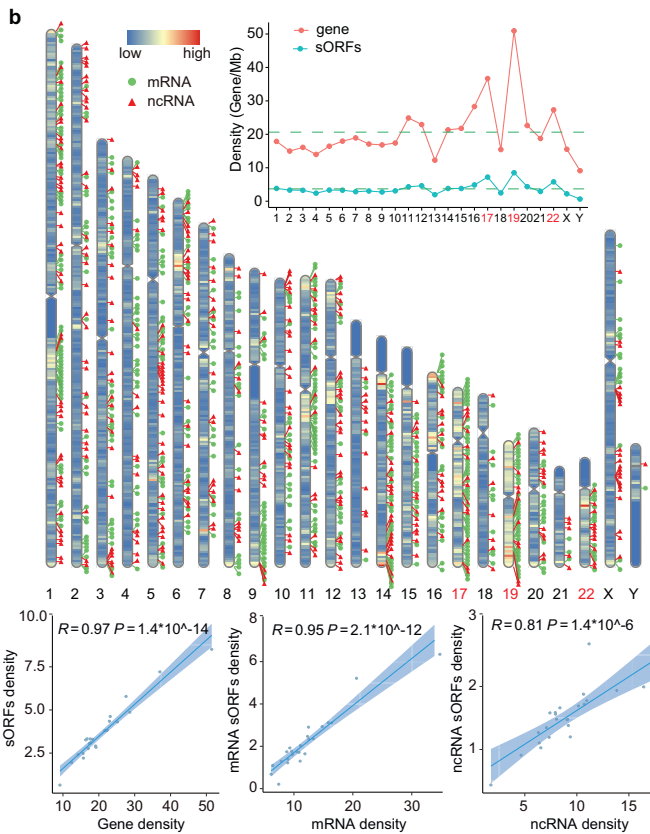 b
low high
mRNA
ncRNA
gene
sORFs
Density (Gene/Mb)
50
40
30
20
10
0
1 2 3 4 5 6 7 8 9 10 11 12 13 14 15 16 17 18 19 20 21 22 X Y
1 2 3 4 5 6 7 8 9 10 11 12 13 14 15 16 17 18 19 20 21 22 X Y
R=0.97 P=1.4*10^-14
sORFs density
10.0
7.5
5.0
2.5
10 20 30 40 50
Gene density
R=0.95 P=2.1*10^-12
mRNA sORFs density
8
6
4
2
0
10 20 30
mRNA density
R=0.81 P=1.4*10^-6
ncRNA sORFs density
3
2
1
5 10 15
ncRNA density